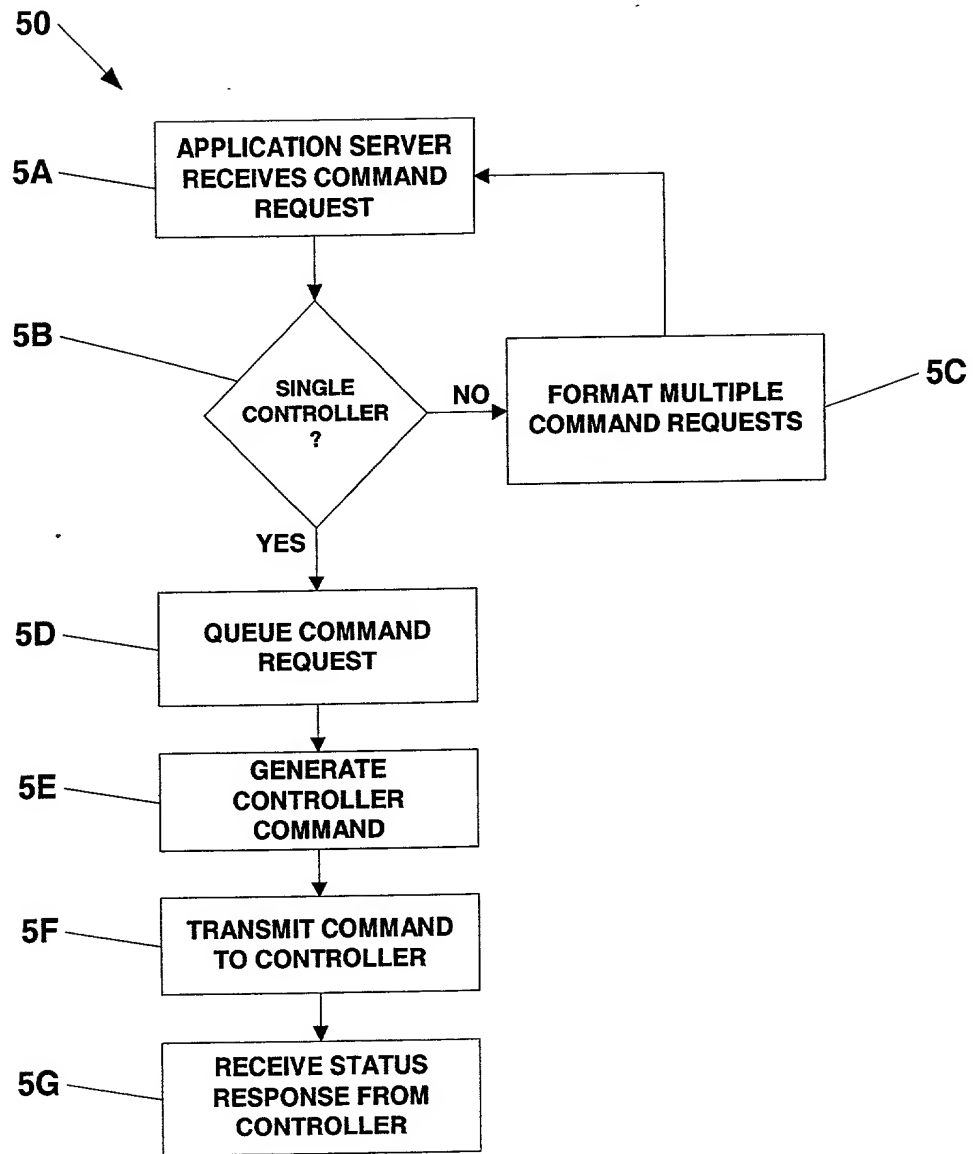 50
5A
APPLICATION SERVER
RECEIVES COMMAND
REQUEST
5B
SINGLE
CONTROLLER
?
NO
FORMAT MULTIPLE
COMMAND REQUESTS
5C
YES
5D
QUEUE COMMAND
REQUEST
5E
GENERATE
CONTROLLER
COMMAND
5F
TRANSMIT COMMAND
TO CONTROLLER
5G
RECEIVE STATUS
RESPONSE FROM
CONTROLLER